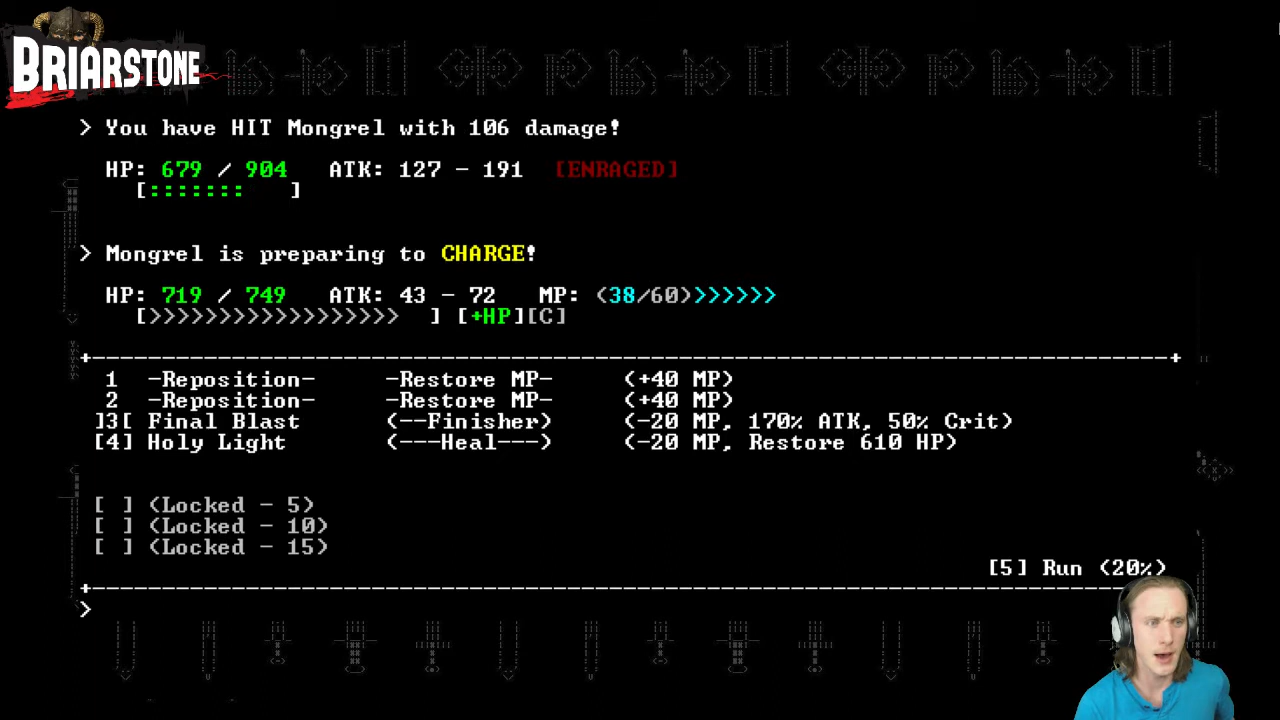 BRIARSTONE
> You have HIT Mongrel with 106 damage!
HP: 679 / 904 ATK: 127 - 191 [ENRAGED]
[::::::: ]
> Mongrel is preparing to CHARGE!
HP: 719 / 749 ATK: 43 - 72 MP: (38/60)>>>>>>
[>>>>>>>>>>>>>>>>>> ] [+HP][C]
1 -Reposition- -Restore MP- (+40 MP)
2 -Reposition- -Restore MP- (+40 MP)
]3[ Final Blast (--Finisher) (-20 MP, 170% ATK, 50% Crit)
[4] Holy Light (---Heal---) (-20 MP, Restore 610 HP)
[ ] (Locked - 5)
[ ] (Locked - 10)
[ ] (Locked - 15)
[5] Run (20%)
>